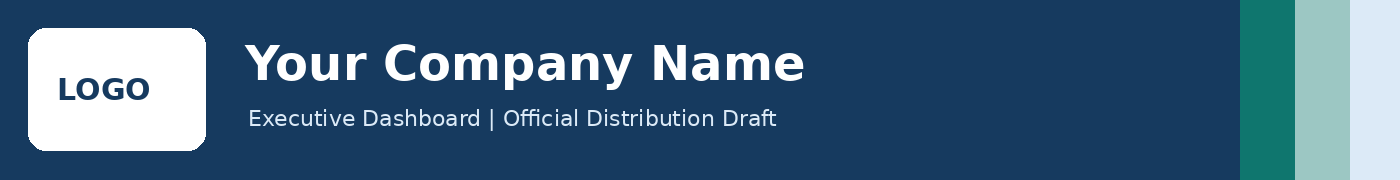 LOGO
Your Company Name
Executive Dashboard | Official Distribution Draft